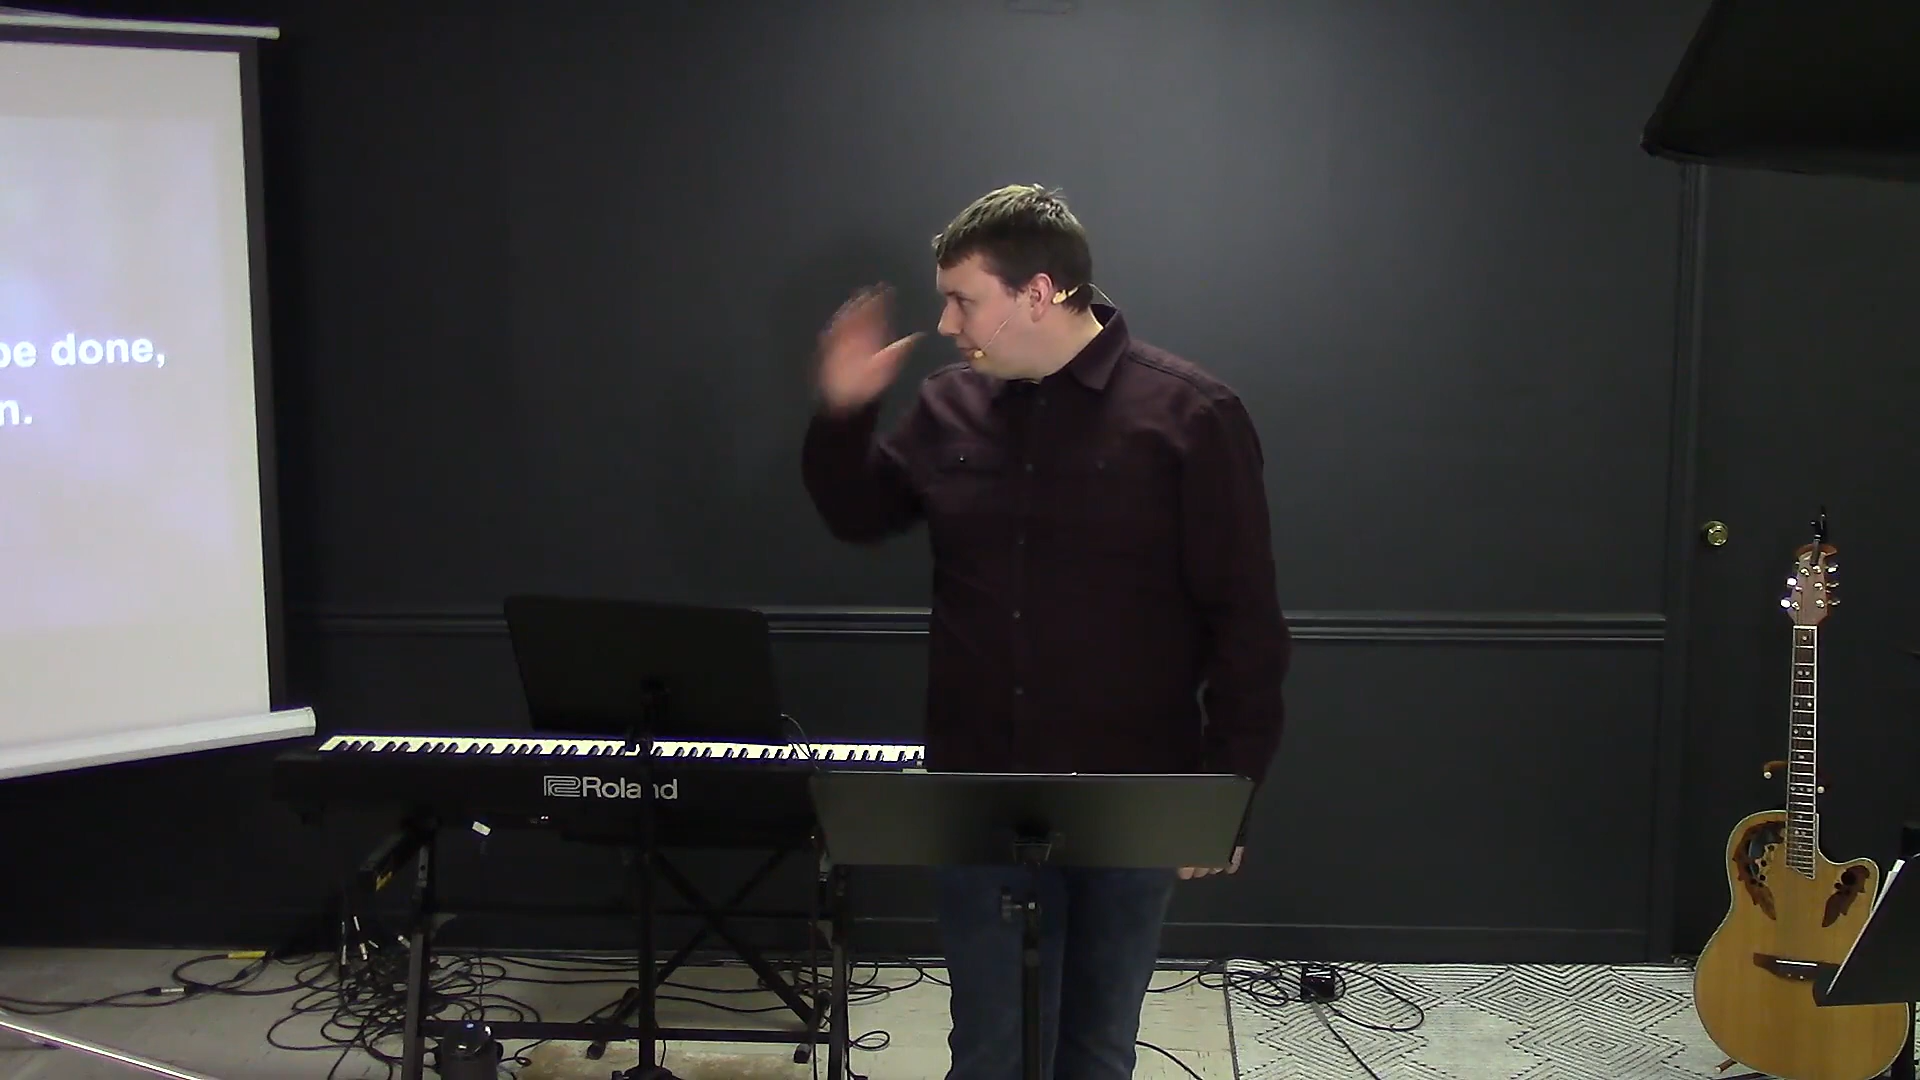 be done,
n.
Roland